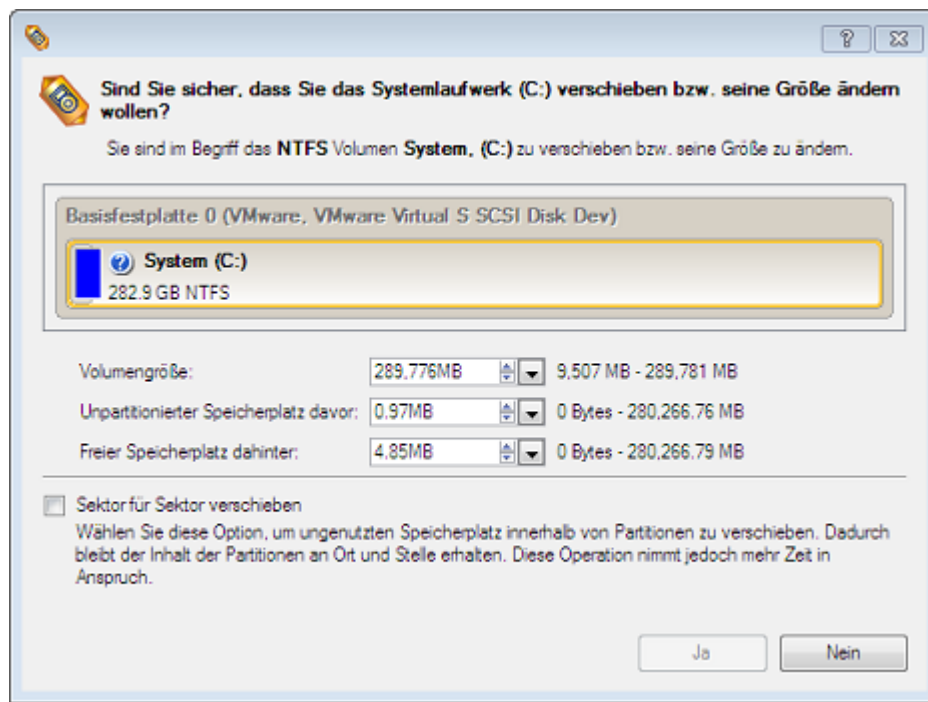 Sind Sie sicher, dass Sie das Systemlaufwerk (C:) verschieben bzw. seine Größe ändern
wollen?
Sie sind im Begriff das NTFS Volumen System, (C:) zu verschieben bzw. seine Größe zu ändern.
Basisfestplatte 0 (VMware, VMware Virtual S SCSI Disk Dev)
System (C:)
282.9 GB NTFS
Volumengröße: 289,776MB 9,507 MB - 289,781 MB
Unpartitionierter Speicherplatz davor: 0.97MB 0 Bytes - 280,266.76 MB
Freier Speicherplatz dahinter: 4.85MB 0 Bytes - 280,266.79 MB
Sektor für Sektor verschieben
Wählen Sie diese Option, um ungenutzten Speicherplatz innerhalb von Partitionen zu verschieben. Dadurch
bleibt der Inhalt der Partitionen an Ort und Stelle erhalten. Diese Operation nimmt jedoch mehr Zeit in
Anspruch.
Ja Nein